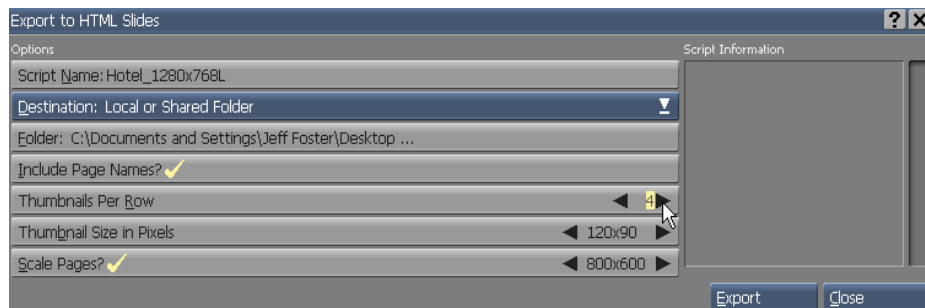 Export to HTML Slides
Options
Script Information
Script Name: Hotel_1280x768L
Destination: Local or Shared Folder
Folder: C:\Documents and Settings\Jeff Foster\Desktop ...
Include Page Names?
Thumbnails Per Row 4
Thumbnail Size in Pixels 120x90
Scale Pages? 800x600
Export Close